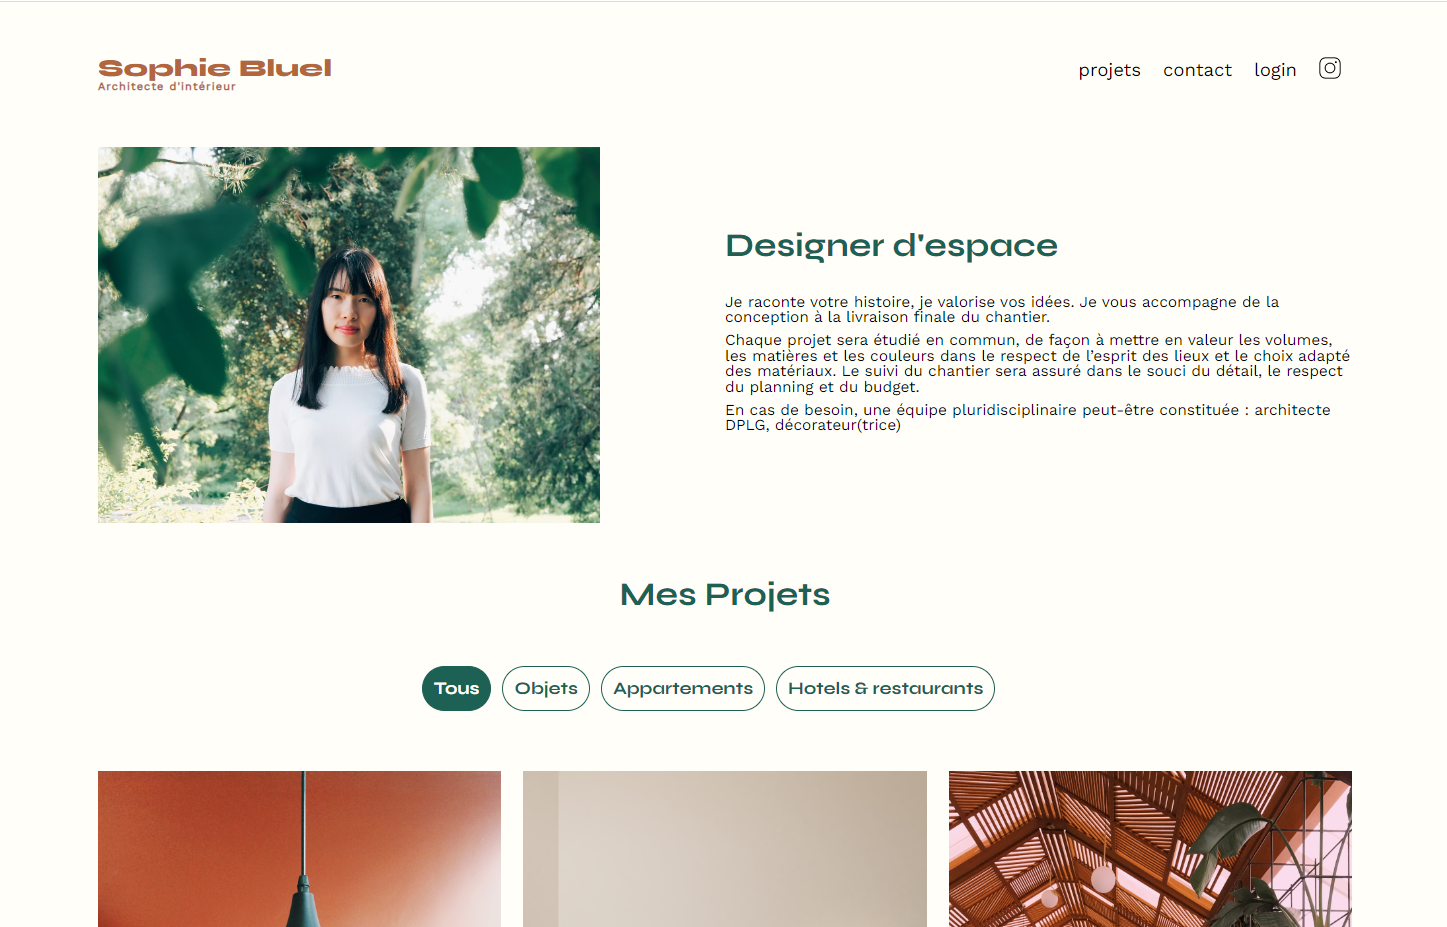 Sophie Bluel
Architecte d'intérieur
projets contact login
Designer d'espace
Je raconte votre histoire, je valorise vos idées. Je vous accompagne de la
conception à la livraison finale du chantier.
Chaque projet sera étudié en commun, de façon à mettre en valeur les volumes,
les matières et les couleurs dans le respect de l’esprit des lieux et le choix adapté
des matériaux. Le suivi du chantier sera assuré dans le souci du détail, le respect
du planning et du budget.
En cas de besoin, une équipe pluridisciplinaire peut-être constituée : architecte
DPLG, décorateur(trice)
Mes Projets
Tous Objets Appartements Hotels & restaurants